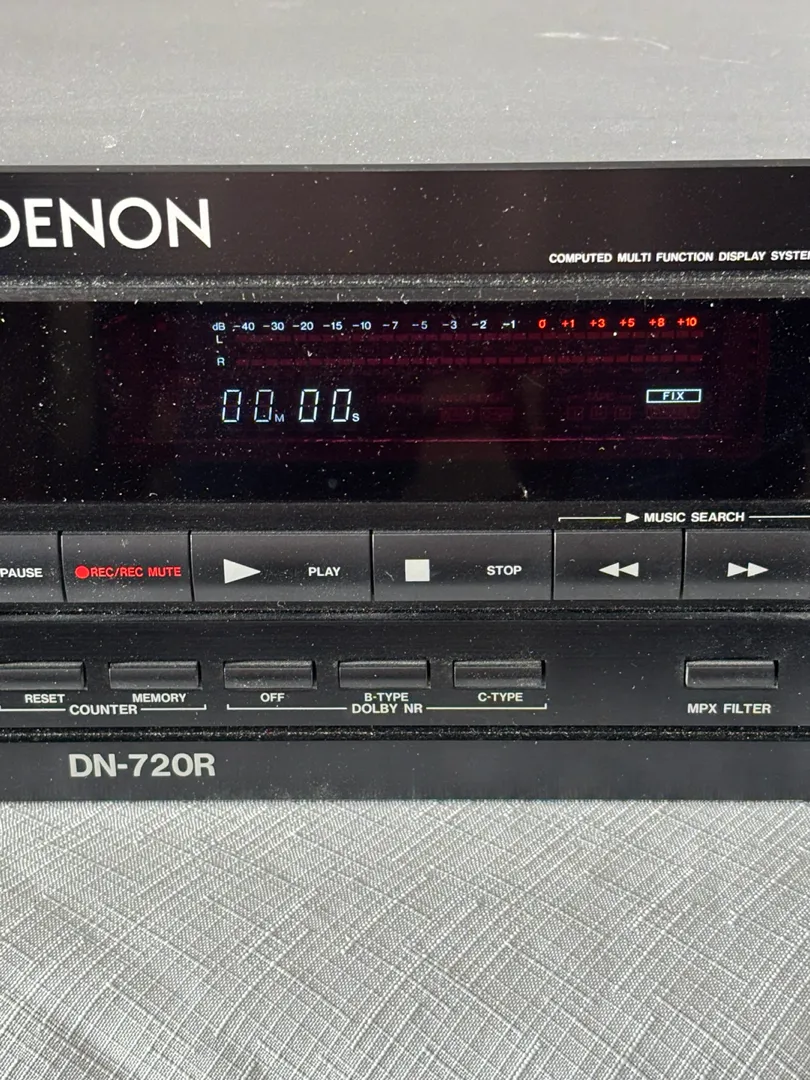 DENON
COMPUTED MULTI FUNCTION DISPLAY SYSTEM
dB -40 -30 -20 -15 -10 -7 -5 -3 -2 -1 0 +1 +3 +5 +8 +10
L
R
00M 00S
FIX
MUSIC SEARCH
PAUSE
REC/REC MUTE
PLAY
STOP
RESET
MEMORY
OFF
B-TYPE
C-TYPE
COUNTER
DOLBY NR
MPX FILTER
DN-720R